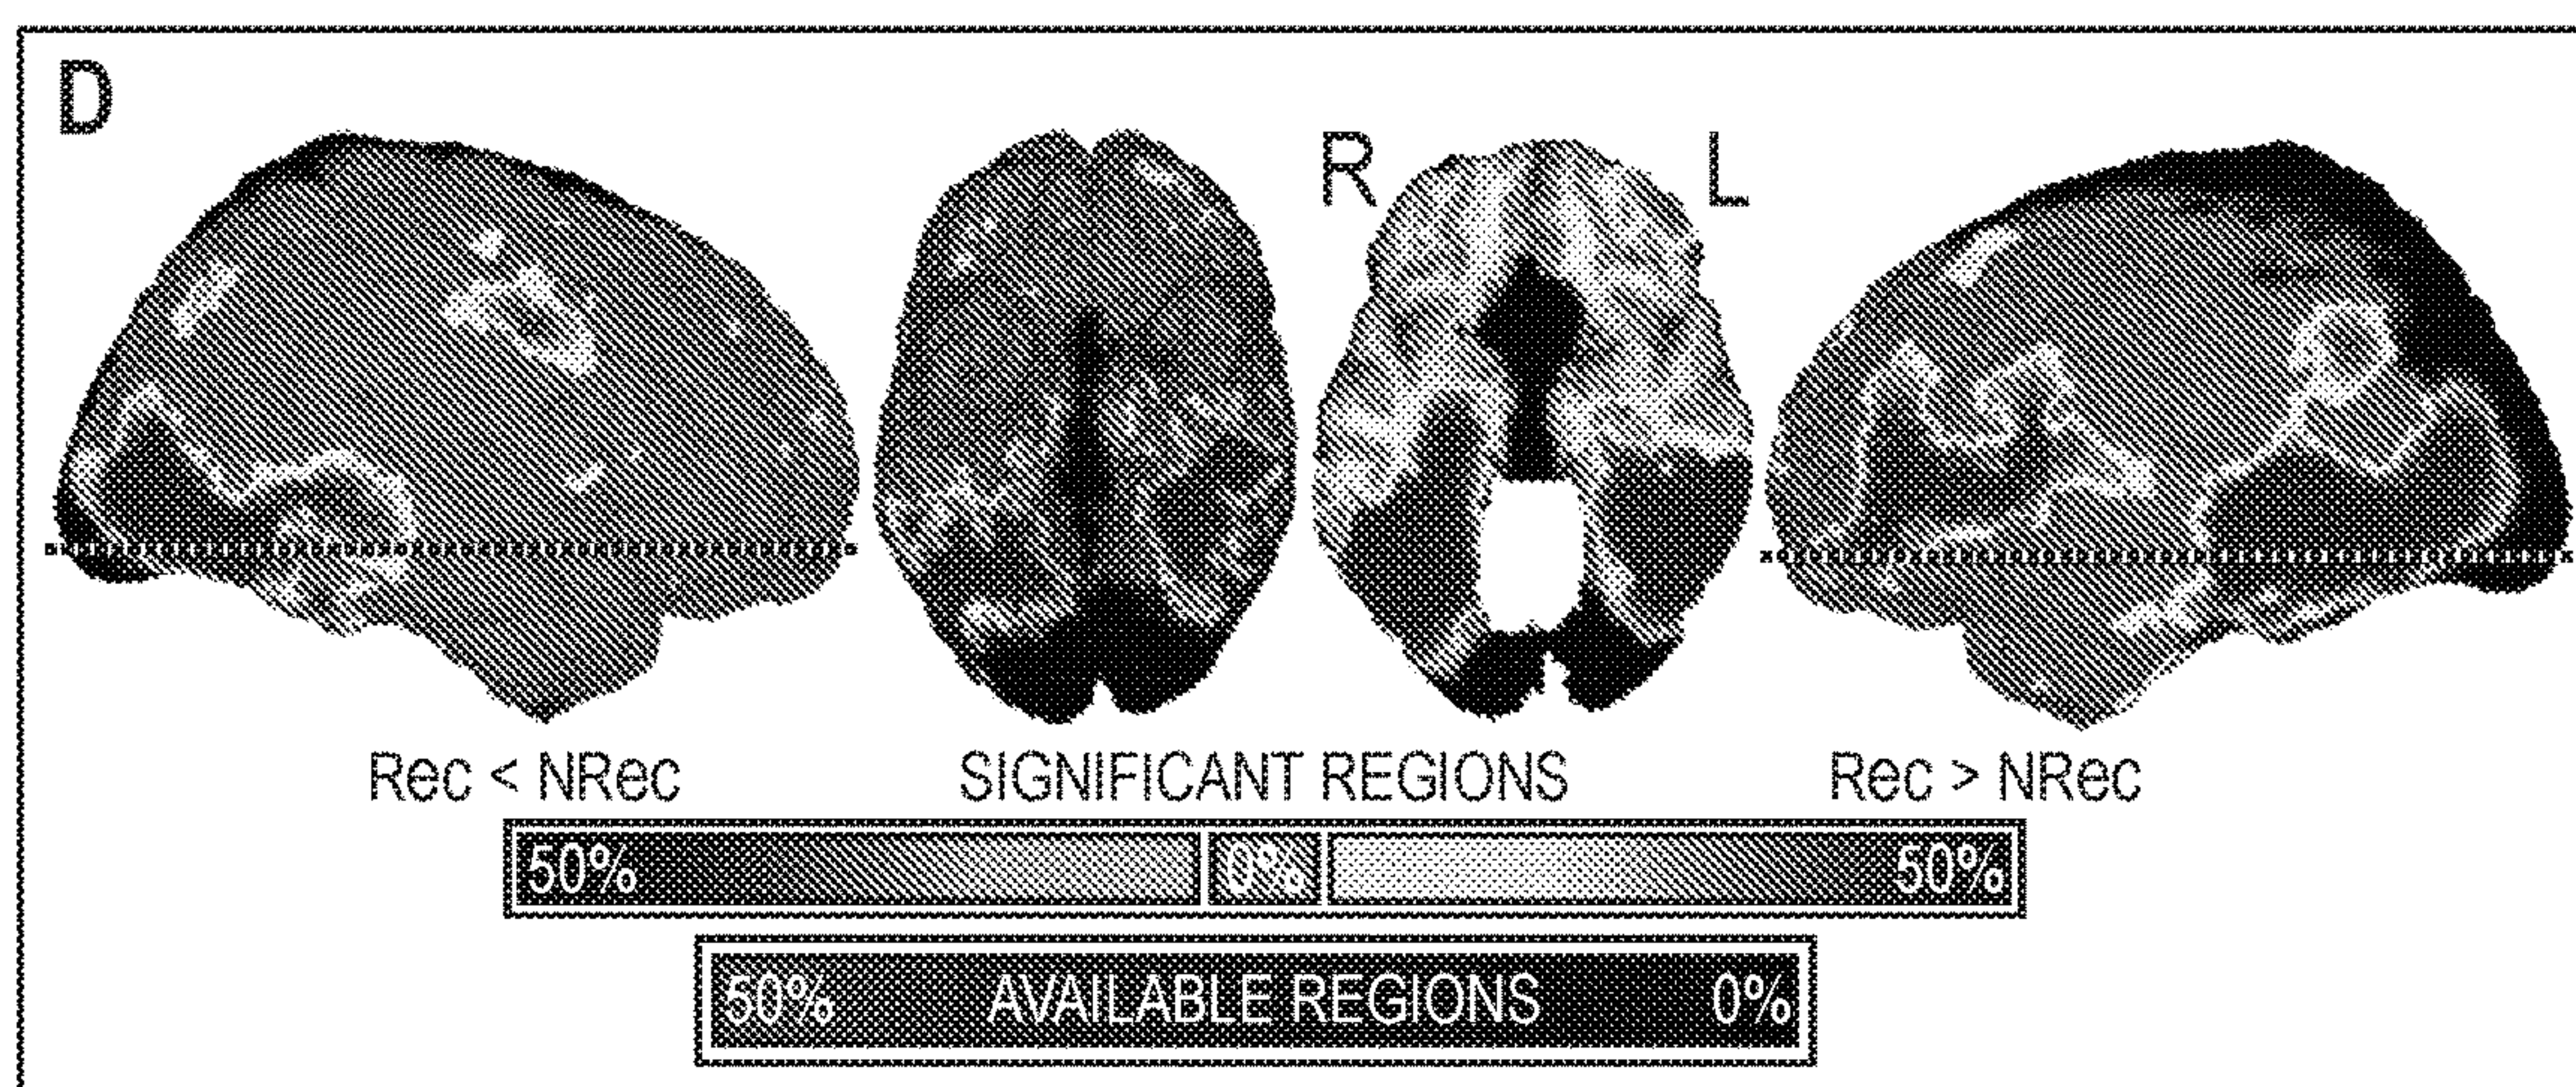 D
R L
Rec < NRec SIGNIFICANT REGIONS Rec > NRec
50% 0% 50%
50% AVAILABLE REGIONS 0%